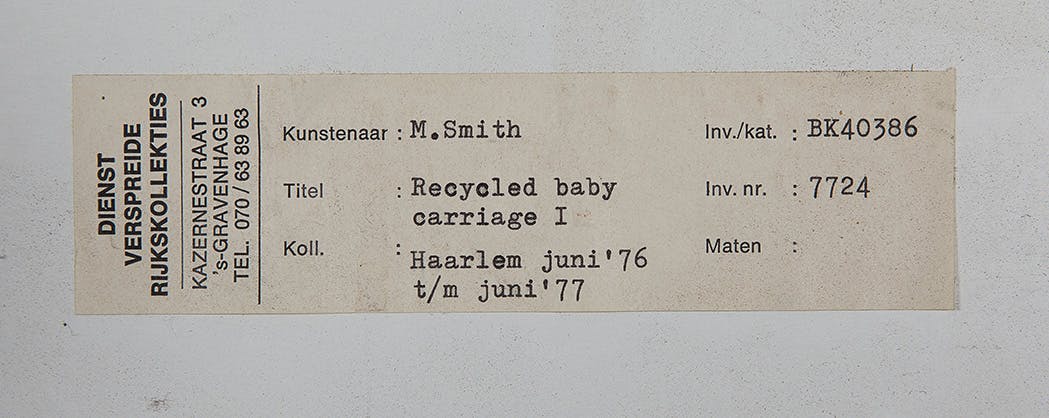 DIENST
VERSPREIDE
RIJKSKOLLEKTIES
KAZERNESTRAAT 3
's-GRAVENHAGE
TEL. 070 / 63 89 63
Kunstenaar : M.Smith
Titel : Recycled baby
carriage I
Koll. : Haarlem juni'76
t/m juni'77
Inv./kat. : BK40386
Inv. nr. : 7724
Maten :